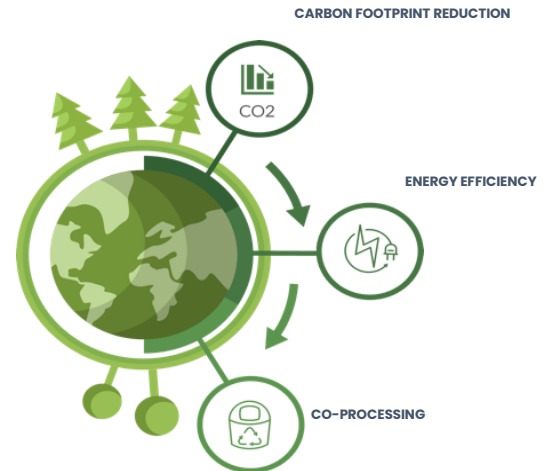 CARBON FOOTPRINT REDUCTION
CO2
ENERGY EFFICIENCY
CO-PROCESSING